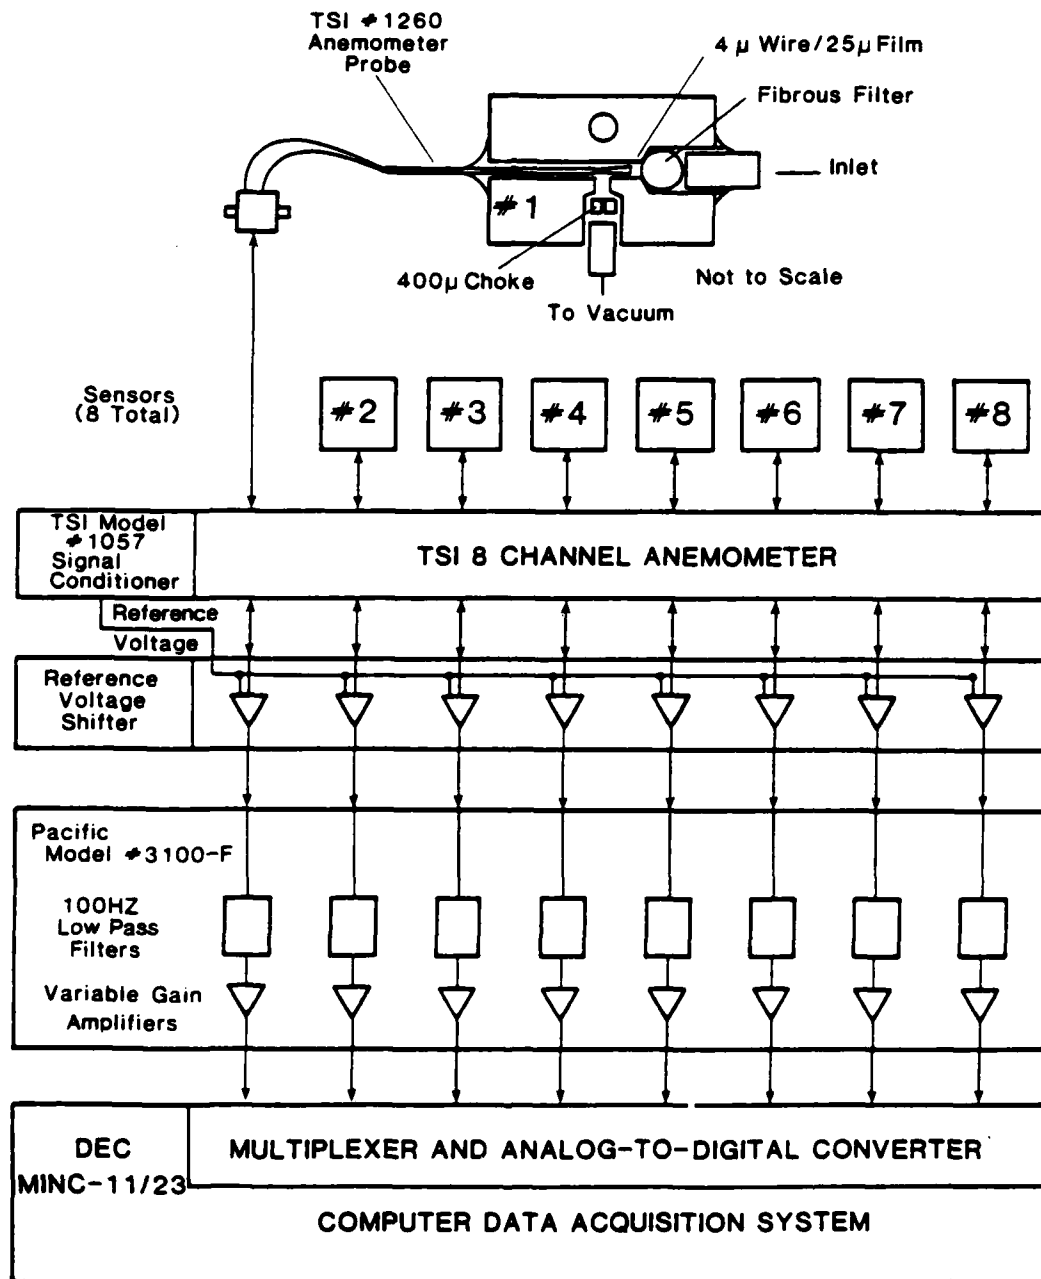 TSI #1260
Anemometer
Probe
4 μ Wire/25μ Film
Fibrous Filter
Inlet
#1
400μ Choke
Not to Scale
To Vacuum
Sensors
(8 Total)
#2
#3
#4
#5
#6
#7
#8
TSI Model
#1057
Signal
Conditioner
TSI 8 CHANNEL ANEMOMETER
Reference
Voltage
Reference
Voltage
Shifter
Pacific
Model #3100-F
100HZ
Low Pass
Filters
Variable Gain
Amplifiers
DEC
MINC-11/23
MULTIPLEXER AND ANALOG-TO-DIGITAL CONVERTER
COMPUTER DATA ACQUISITION SYSTEM